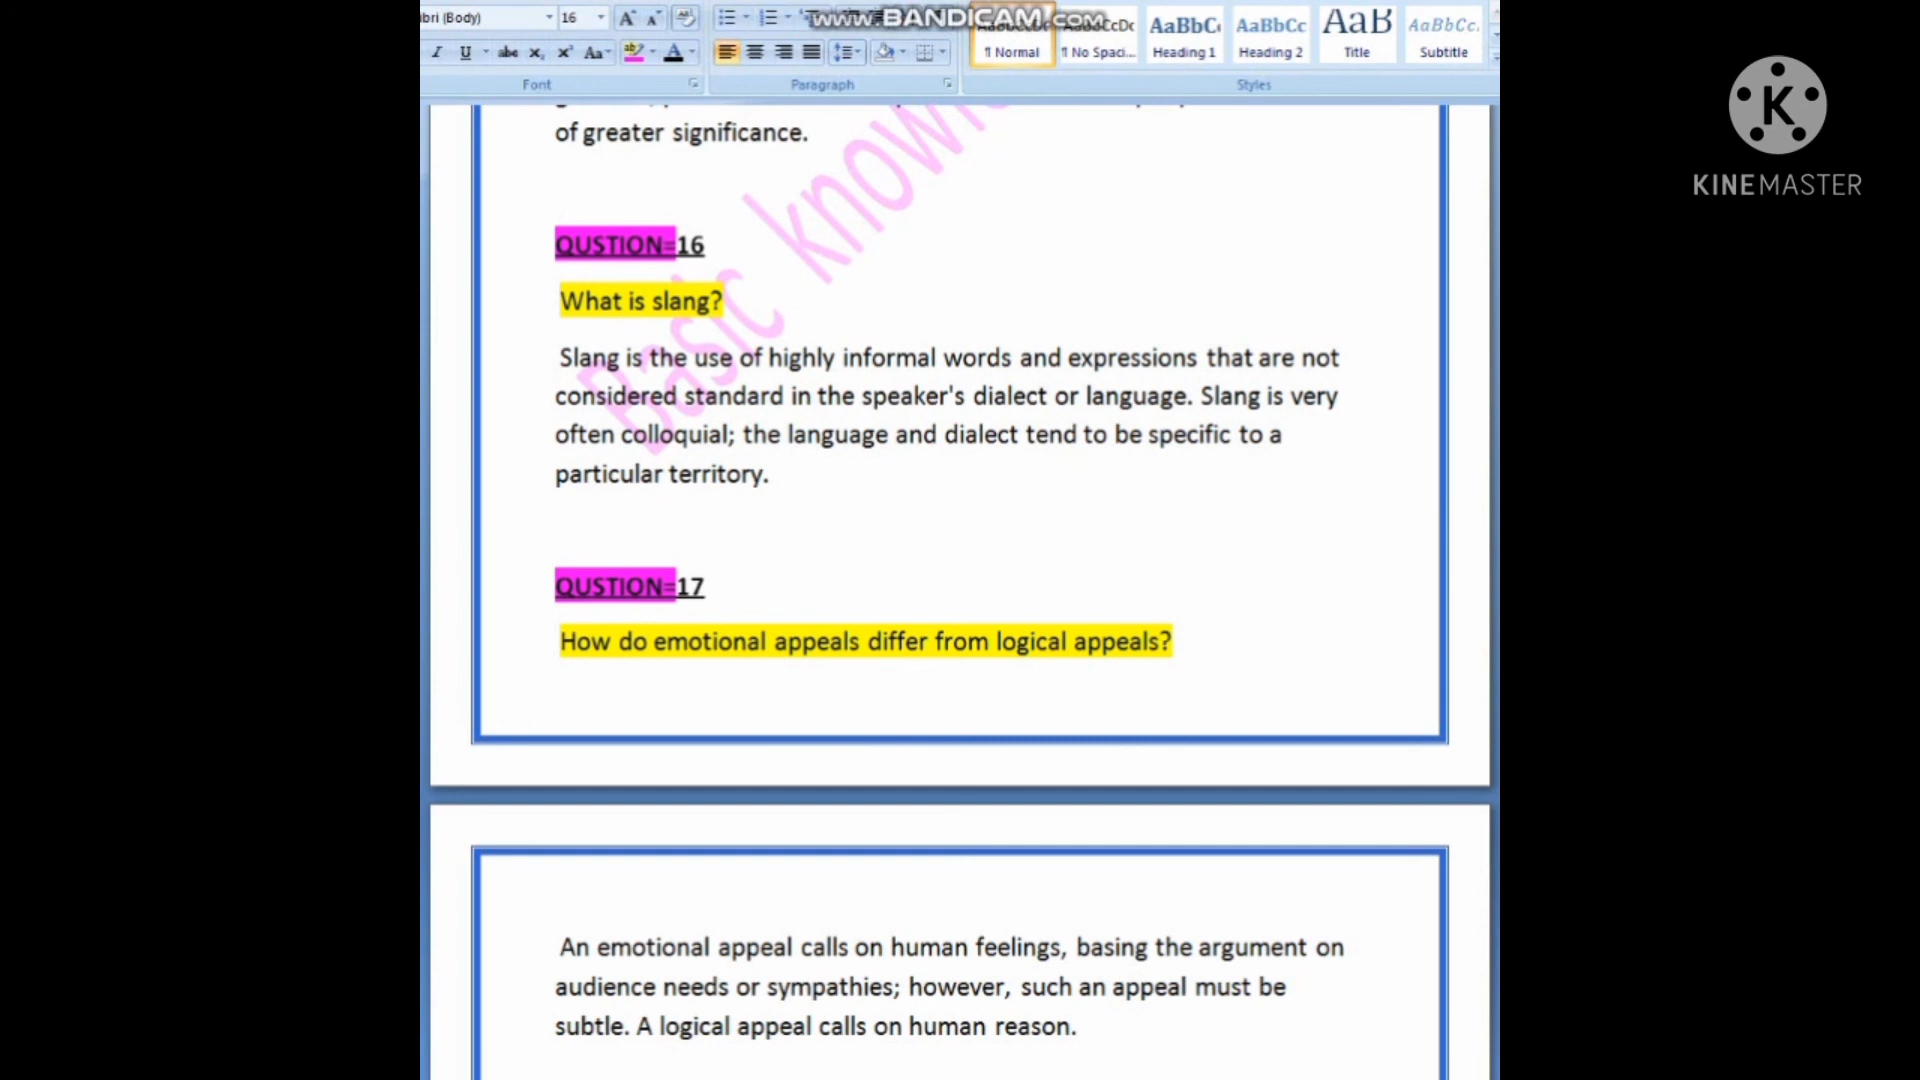 ibri (Body) 16
www.BANDICAM.com
AaBbCcDc AaBbC AaBbCc AaB AaBbCc.
¶ Normal ¶ No Spaci... Heading 1 Heading 2 Title Subtitle
Font Paragraph Styles
KINEMASTER
of greater significance.
QUSTION=16
What is slang?
Slang is the use of highly informal words and expressions that are not
considered standard in the speaker's dialect or language. Slang is very
often colloquial; the language and dialect tend to be specific to a
particular territory.
QUSTION=17
How do emotional appeals differ from logical appeals?
An emotional appeal calls on human feelings, basing the argument on
audience needs or sympathies; however, such an appeal must be
subtle. A logical appeal calls on human reason.
Basic